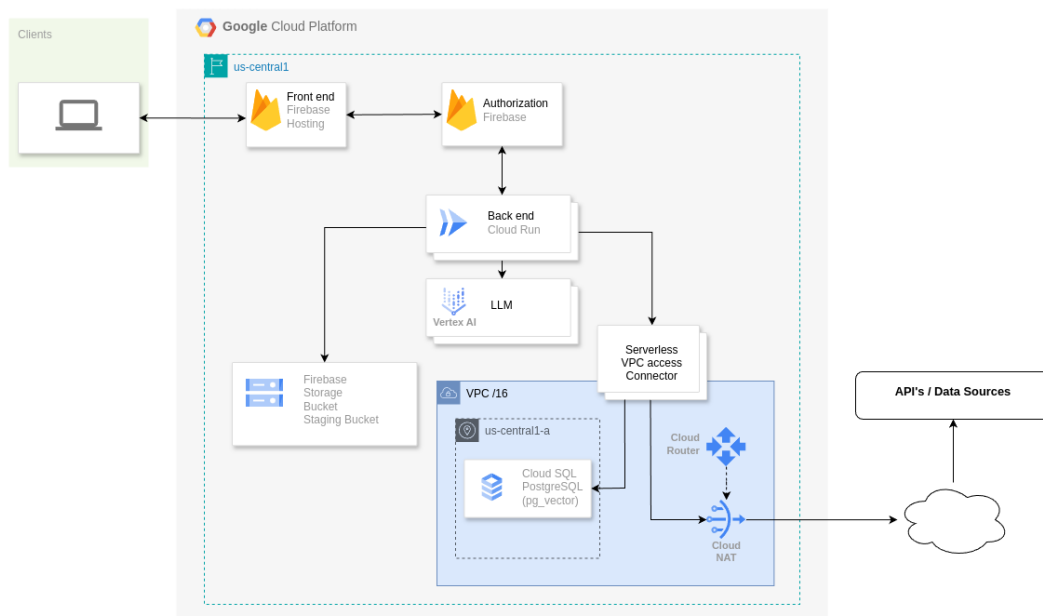 Clients
Google Cloud Platform
us-central1
Front end
Firebase
Hosting
Authorization
Firebase
Back end
Cloud Run
LLM
Vertex AI
Serverless
VPC access
Connector
Firebase
Storage
Bucket
Staging Bucket
VPC /16
us-central1-a
Cloud SQL
PostgreSQL
(pg_vector)
Cloud
Router
Cloud
NAT
API's / Data Sources